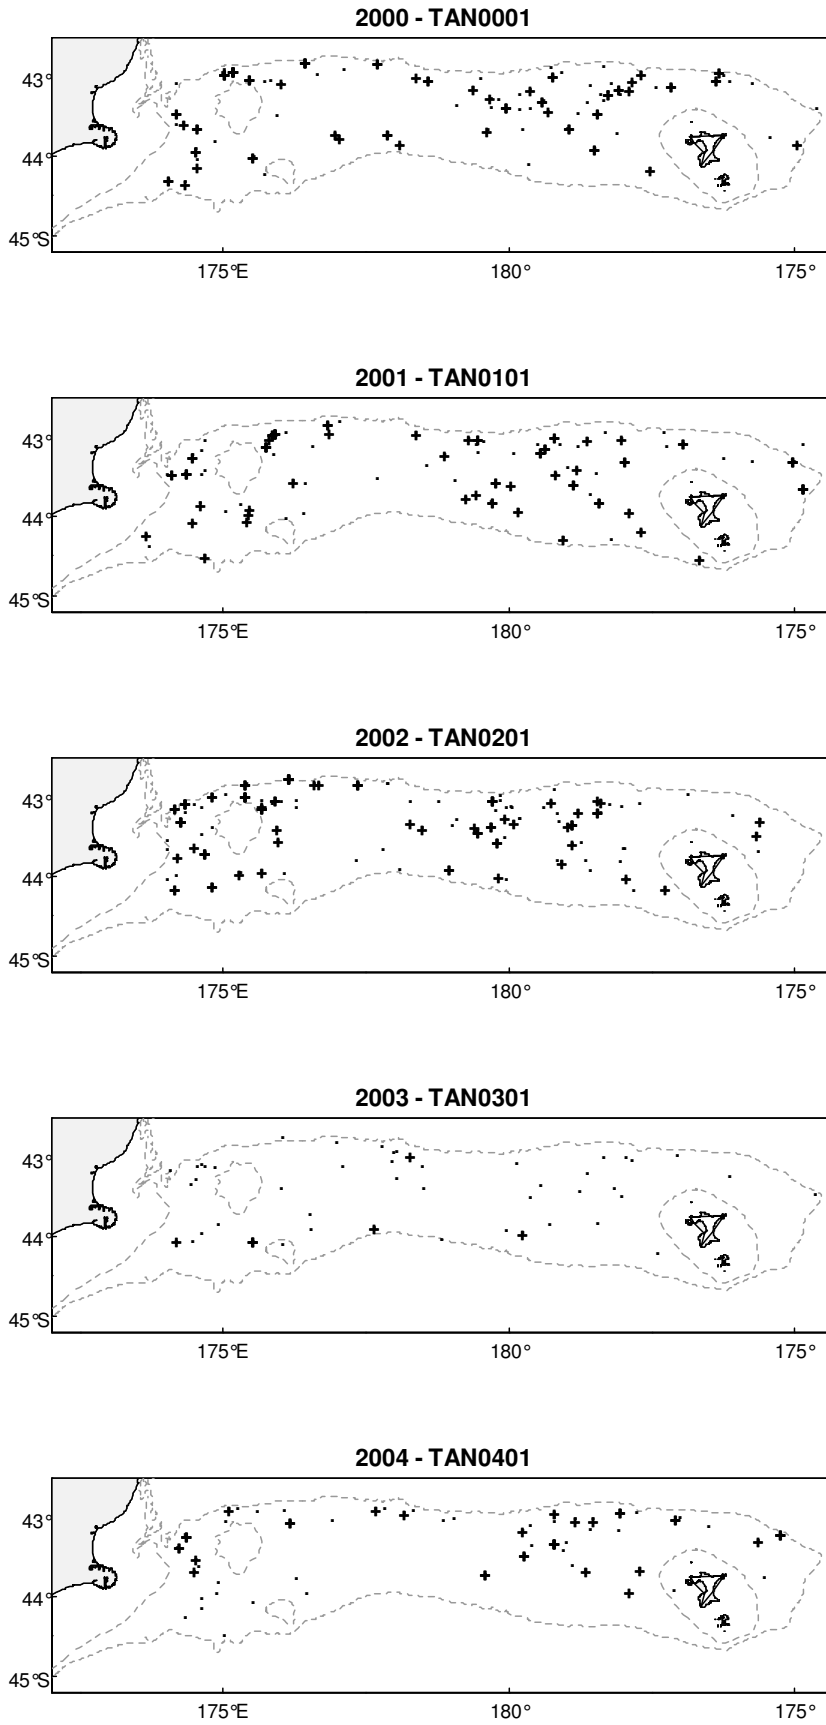 2000 - TAN0001
43°
44°
45°S
175°E 180° 175°
2001 - TAN0101
43°
44°
45°S
175°E 180° 175°
2002 - TAN0201
43°
44°
45°S
175°E 180° 175°
2003 - TAN0301
43°
44°
45°S
175°E 180° 175°
2004 - TAN0401
43°
44°
45°S
175°E 180° 175°